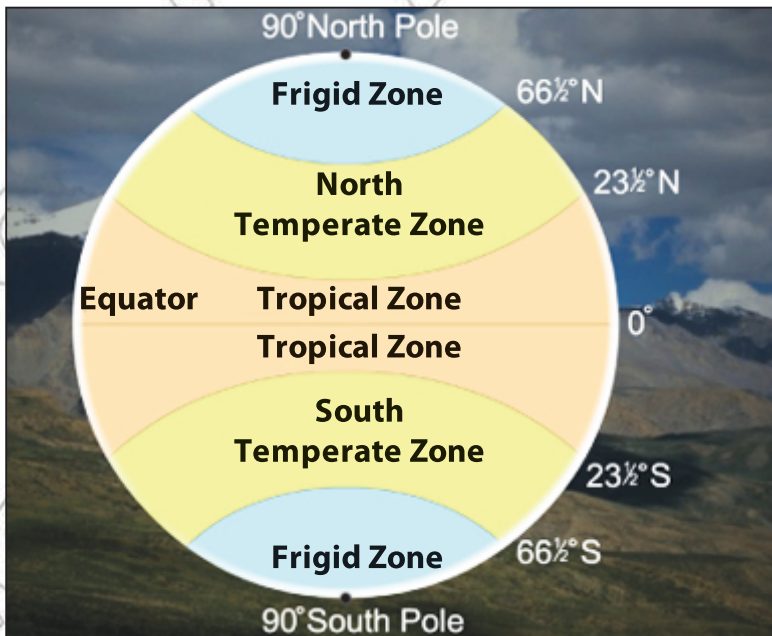 90°North Pole
Frigid Zone
66½°N
North
23½°N
Temperate Zone
Equator Tropical Zone
0°
Tropical Zone
South
Temperate Zone
23½°S
66½°S
Frigid Zone
90°South Pole